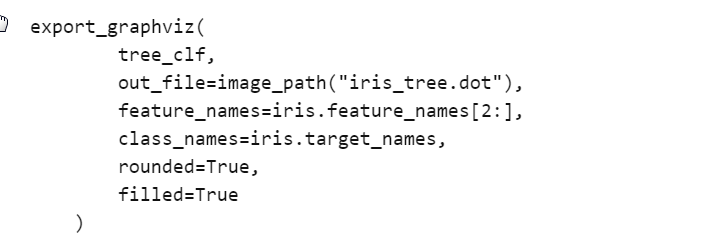 export_graphviz(
        tree_clf,
        out_file=image_path("iris_tree.dot"),
        feature_names=iris.feature_names[2:],
        class_names=iris.target_names,
        rounded=True,
        filled=True
    )